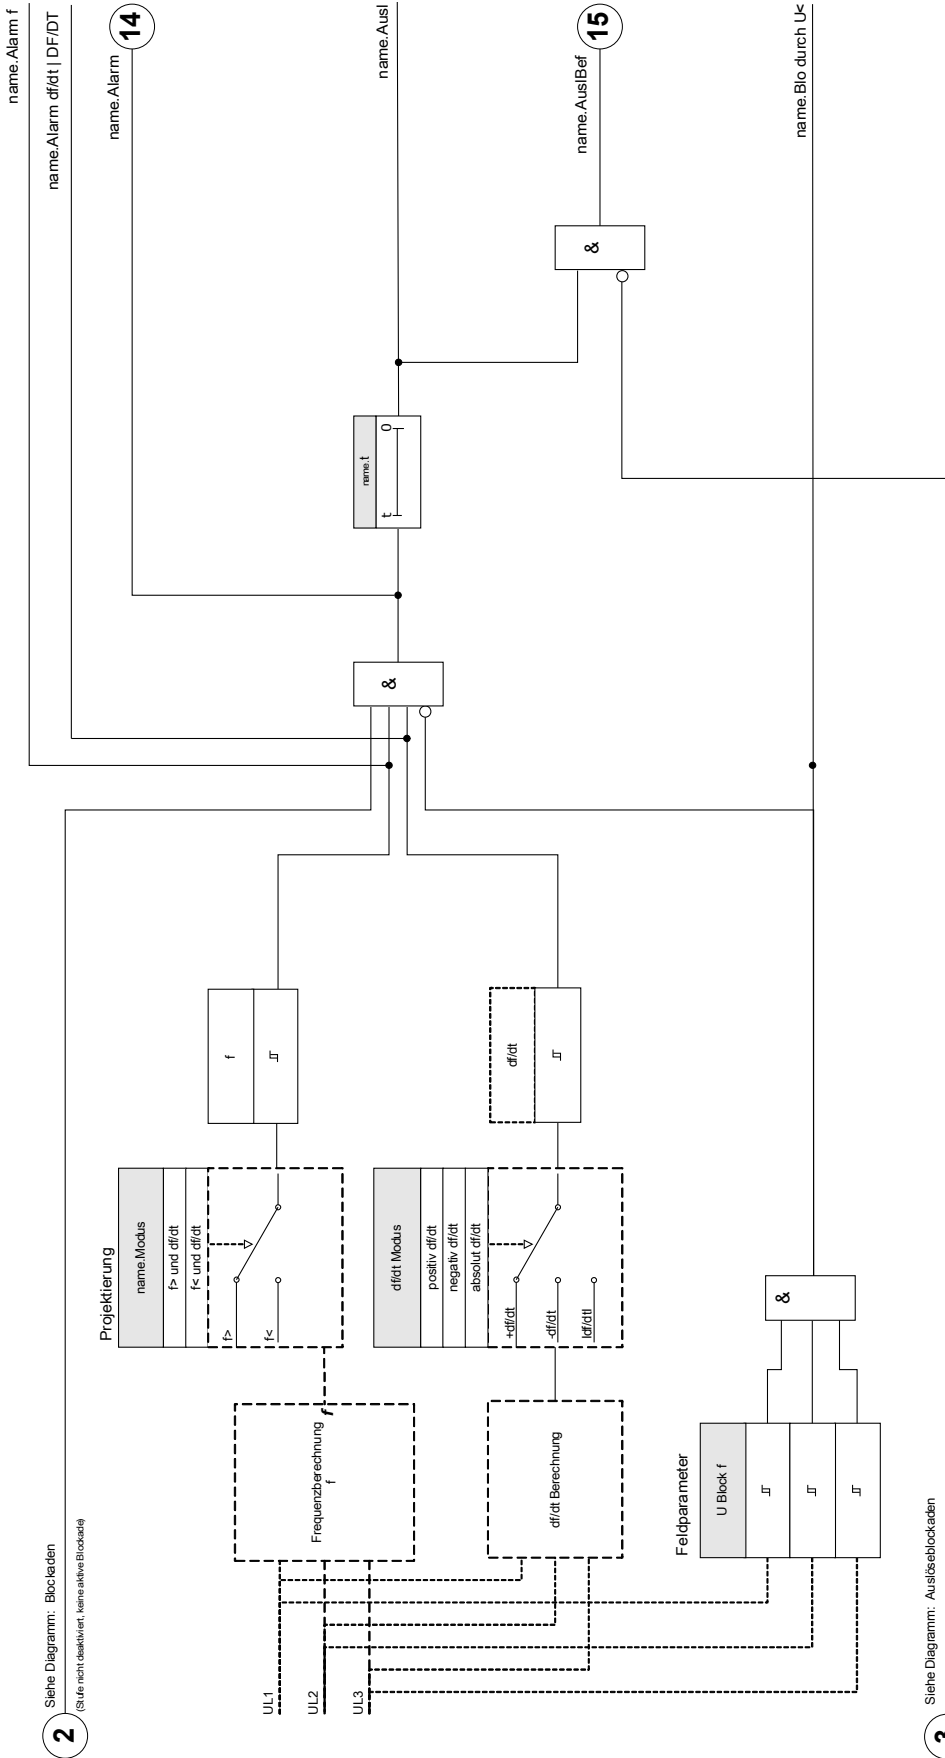 name.Alarm f
name.Alarm df/dt | DF/DT
14
name.Alarm
name.Ausl
15
name.AuslBef
name.Blo durch U<
&
name.t
t
0
&
2
Siehe Diagramm: Blockaden
(Stufe nicht deaktiviert, keine aktive Blockade)
Projektierung
name.Modus
f> und df/dt
f< und df/dt
f>
f<
f
Frequenzberechnung
f
f
df/dt Modus
positiv df/dt
negativ df/dt
absolut df/dt
+df/dt
-df/dt
|df/dt|
df/dt
df/dt Berechnung
UL1
UL2
UL3
Feldparameter
U Block f
&
3
Siehe Diagramm: Auslöseblockaden